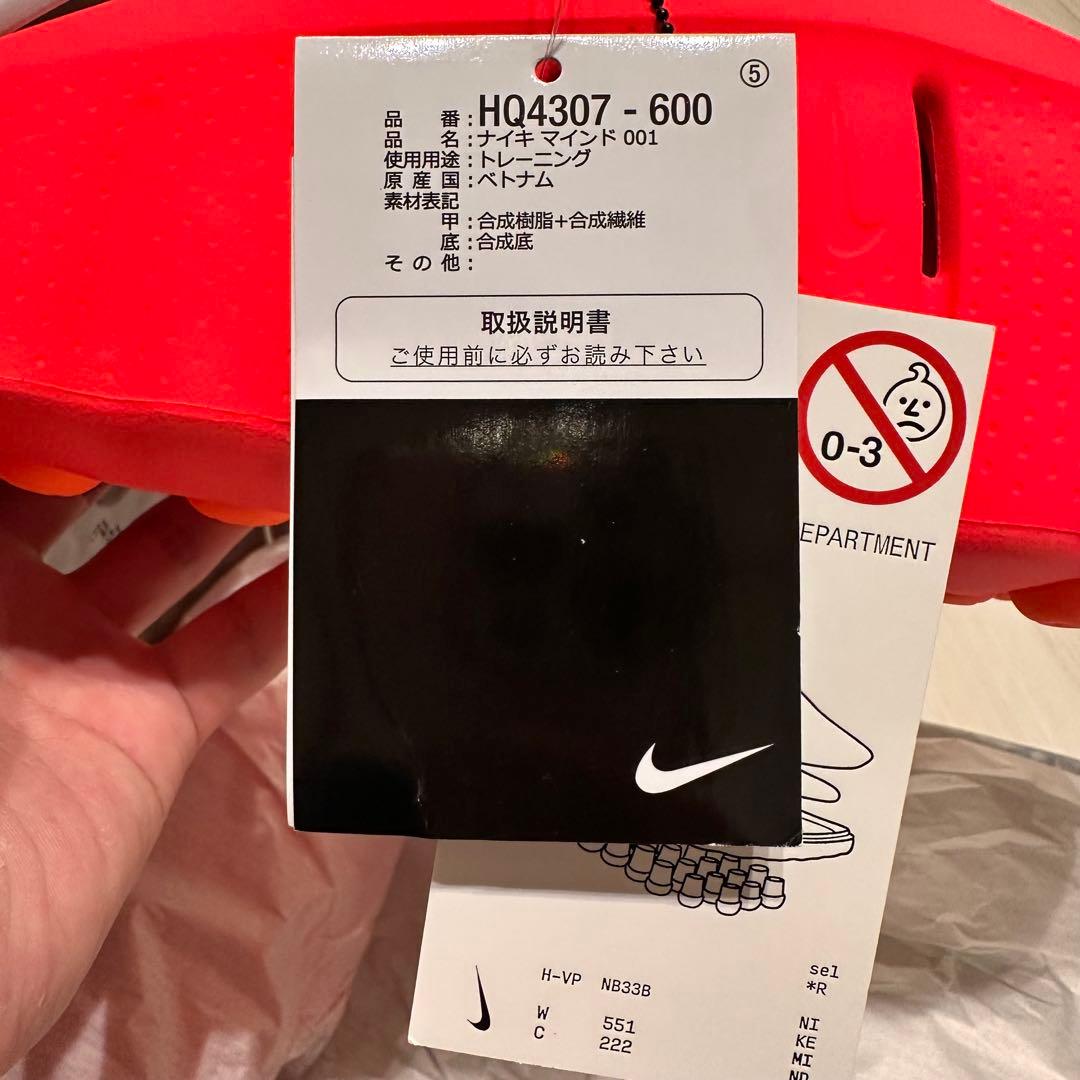 ⑤
品番:HQ4307 - 600
品名:ナイキ マインド 001
使用用途:トレーニング
原産国:ベトナム
素材表記
甲:合成樹脂+合成繊維
底:合成底
その他:
取扱説明書
ご使用前に必ずお読み下さい
0-3
EPARTMENT
H-VP NB33B
W 551
C 222
sel
*R
NI
KE
MI
ND